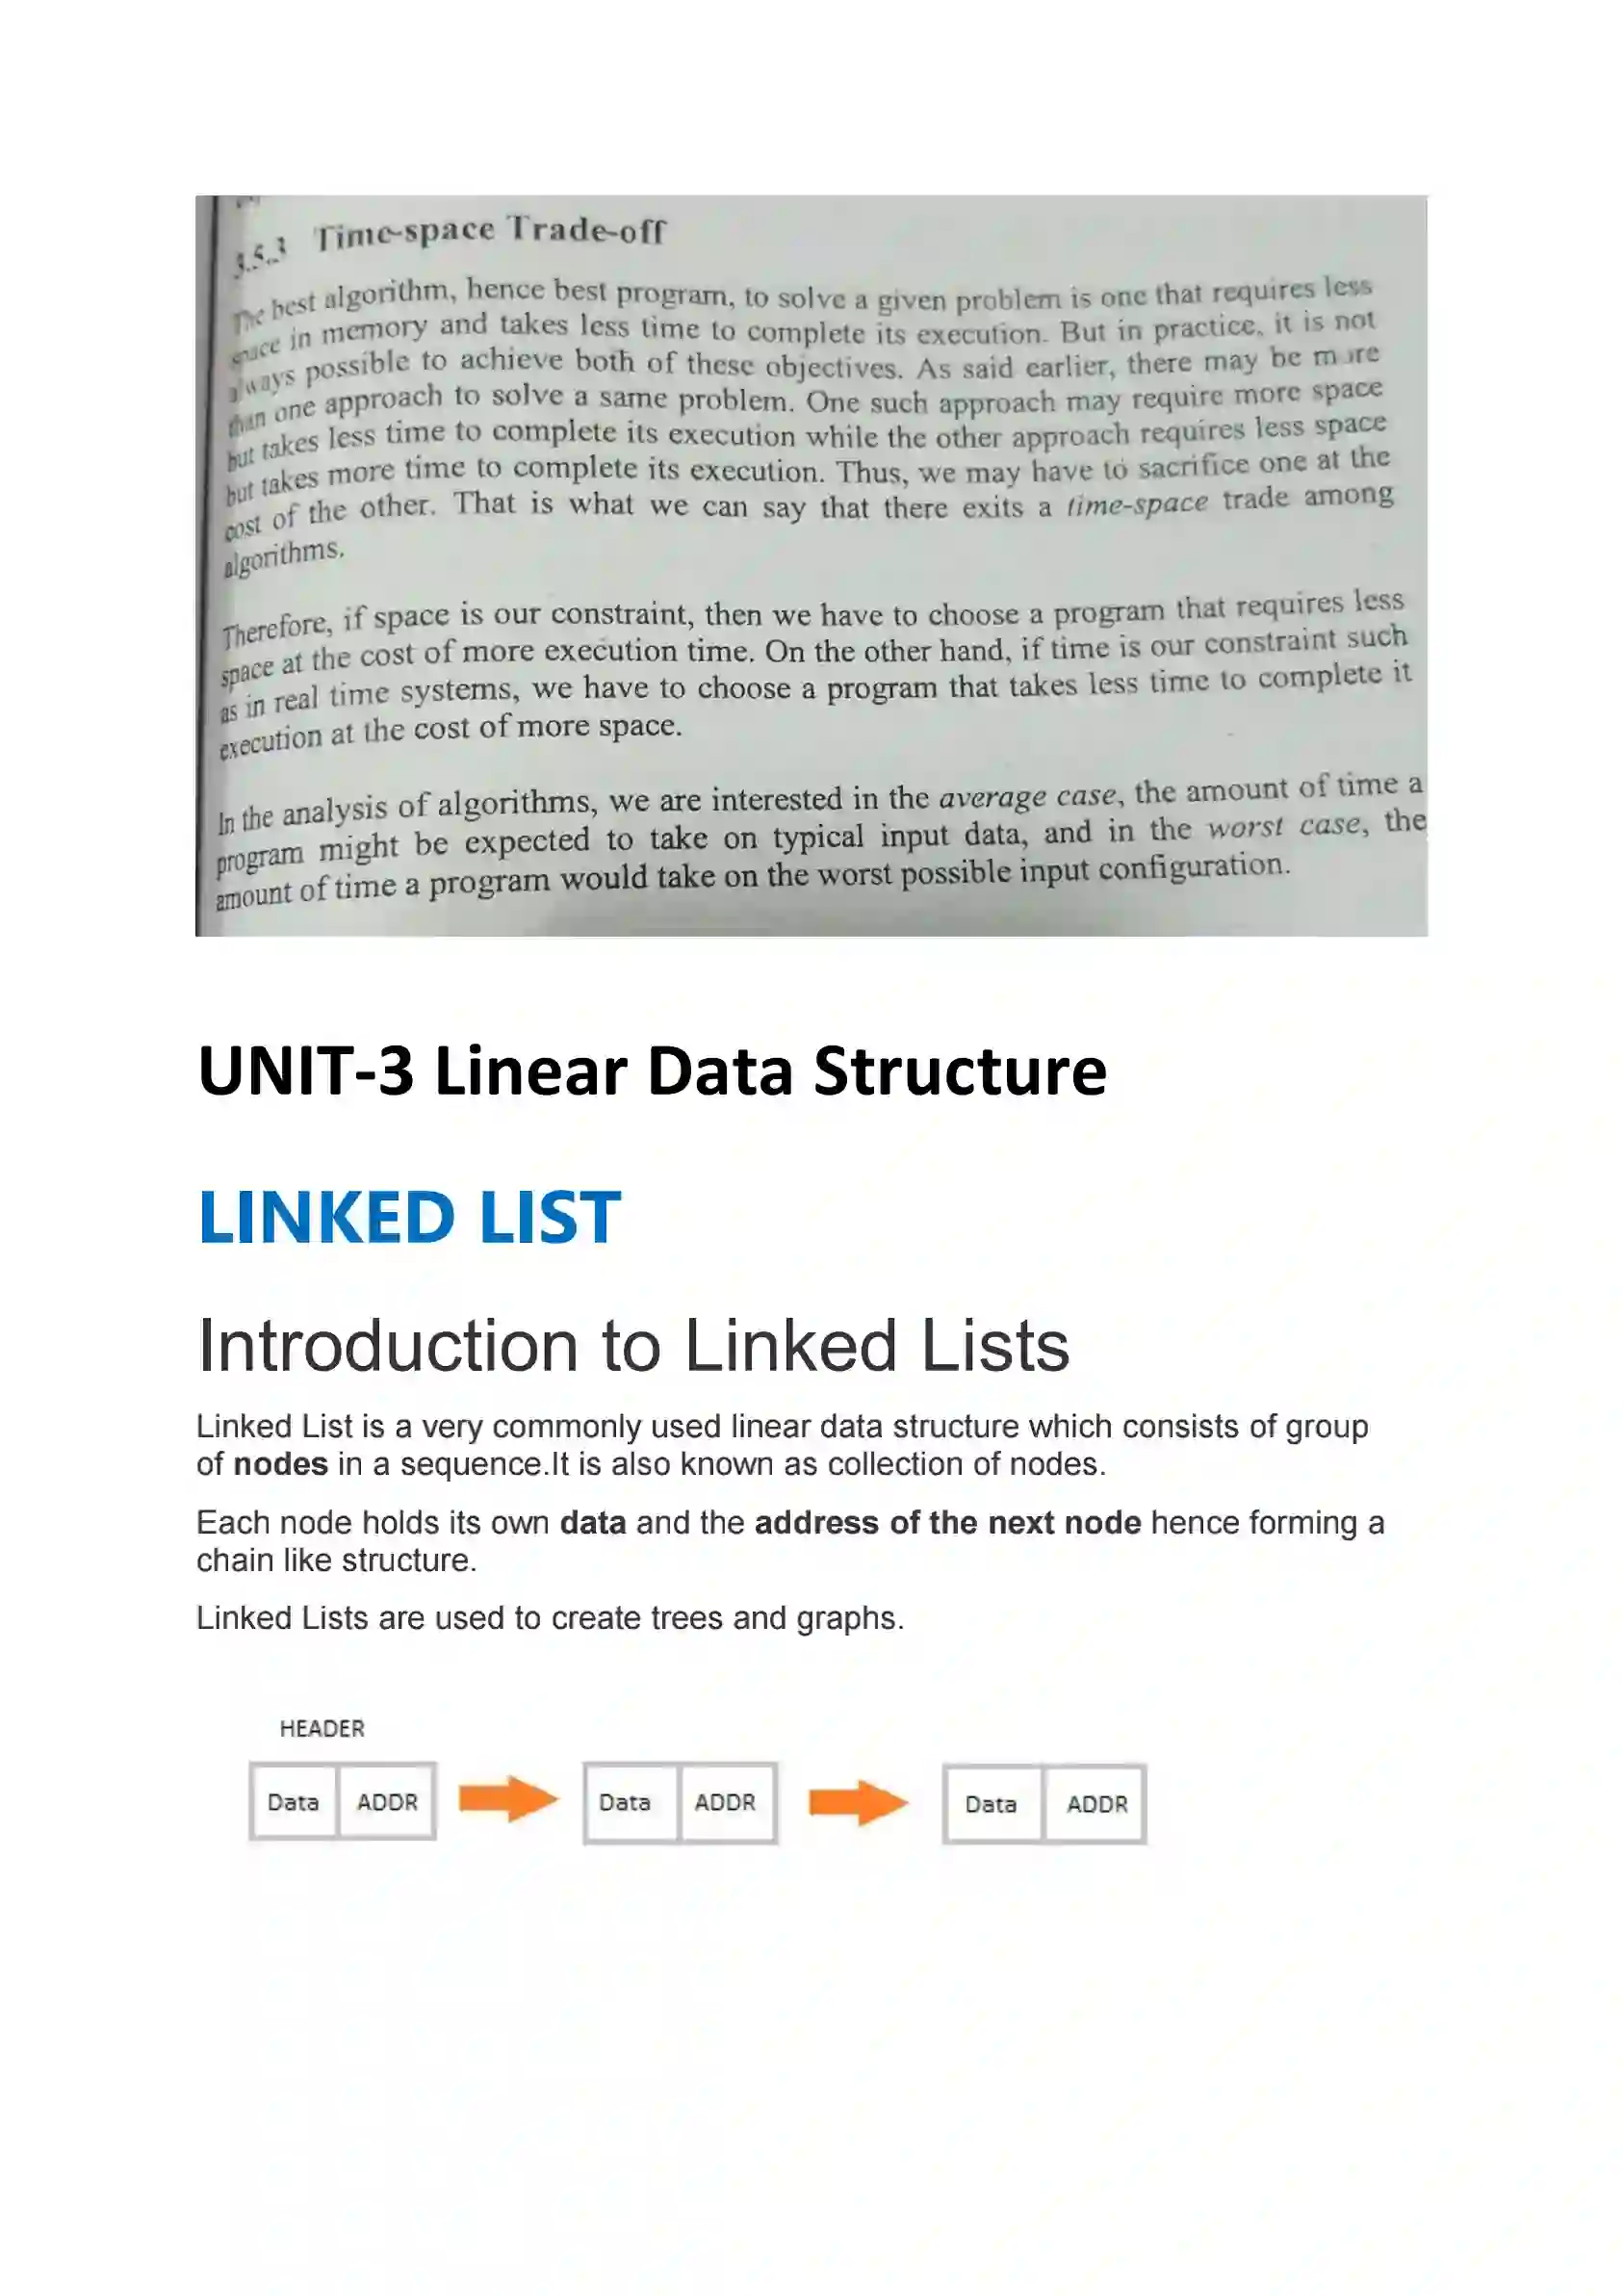 3.5.3 Time-space Trade-off
The best algorithm, hence best program, to solve a given problem is one that requires less
space in memory and takes less time to complete its execution. But in practice, it is not
always possible to achieve both of these objectives. As said earlier, there may be more
than one approach to solve a same problem. One such approach may require more space
but takes less time to complete its execution while the other approach requires less space
but takes more time to complete its execution. Thus, we may have to sacrifice one at the
cost of the other. That is what we can say that there exits a time-space trade among
algorithms.
Therefore, if space is our constraint, then we have to choose a program that requires less
space at the cost of more execution time. On the other hand, if time is our constraint such
as in real time systems, we have to choose a program that takes less time to complete it
execution at the cost of more space.
In the analysis of algorithms, we are interested in the average case, the amount of time a
program might be expected to take on typical input data, and in the worst case, the
amount of time a program would take on the worst possible input configuration.
UNIT-3 Linear Data Structure
LINKED LIST
Introduction to Linked Lists
Linked List is a very commonly used linear data structure which consists of group
of nodes in a sequence.It is also known as collection of nodes.
Each node holds its own data and the address of the next node hence forming a
chain like structure.
Linked Lists are used to create trees and graphs.
HEADER
Data ADDR Data ADDR Data ADDR